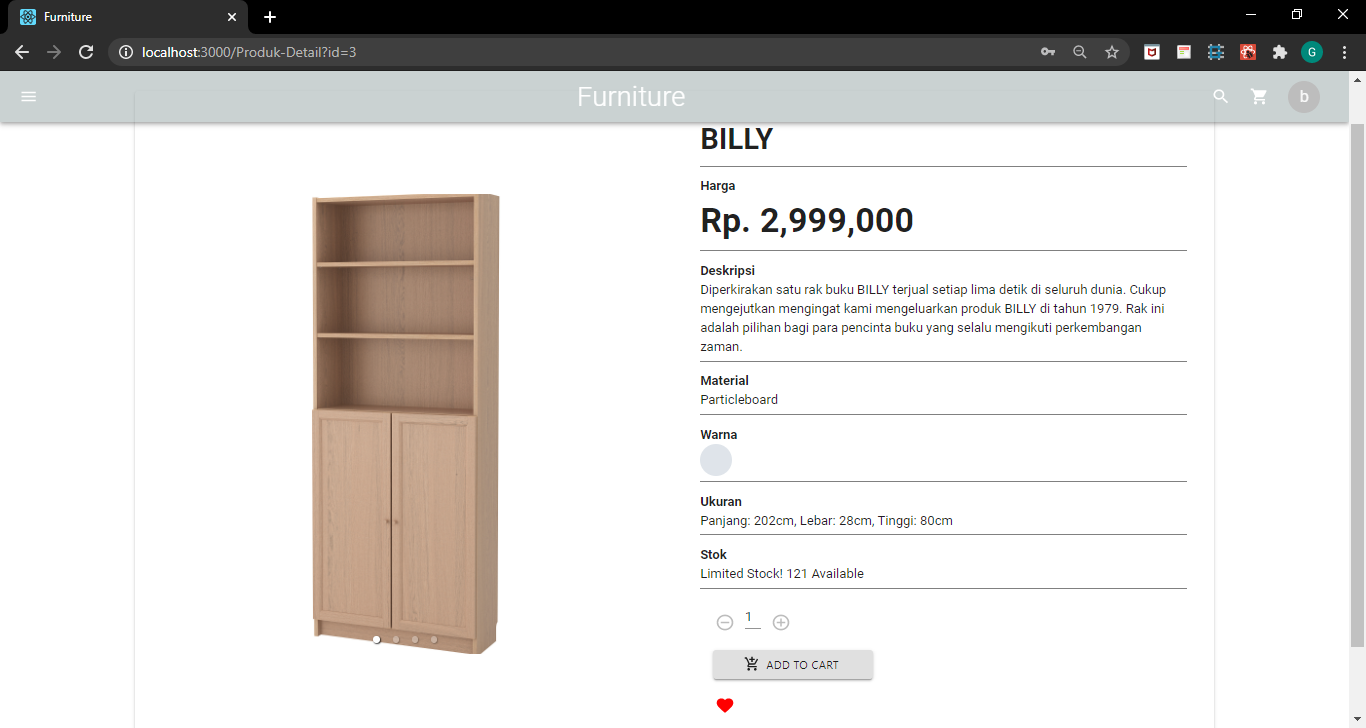 Furniture
localhost:3000/Produk-Detail?id=3
G
Furniture
b
BILLY
Harga
Rp. 2,999,000
Deskripsi
Diperkirakan satu rak buku BILLY terjual setiap lima detik di seluruh dunia. Cukup
mengejutkan mengingat kami mengeluarkan produk BILLY di tahun 1979. Rak ini
adalah pilihan bagi para pencinta buku yang selalu mengikuti perkembangan
zaman.
Material
Particleboard
Warna
Ukuran
Panjang: 202cm, Lebar: 28cm, Tinggi: 80cm
Stok
Limited Stock! 121 Available
1
ADD TO CART